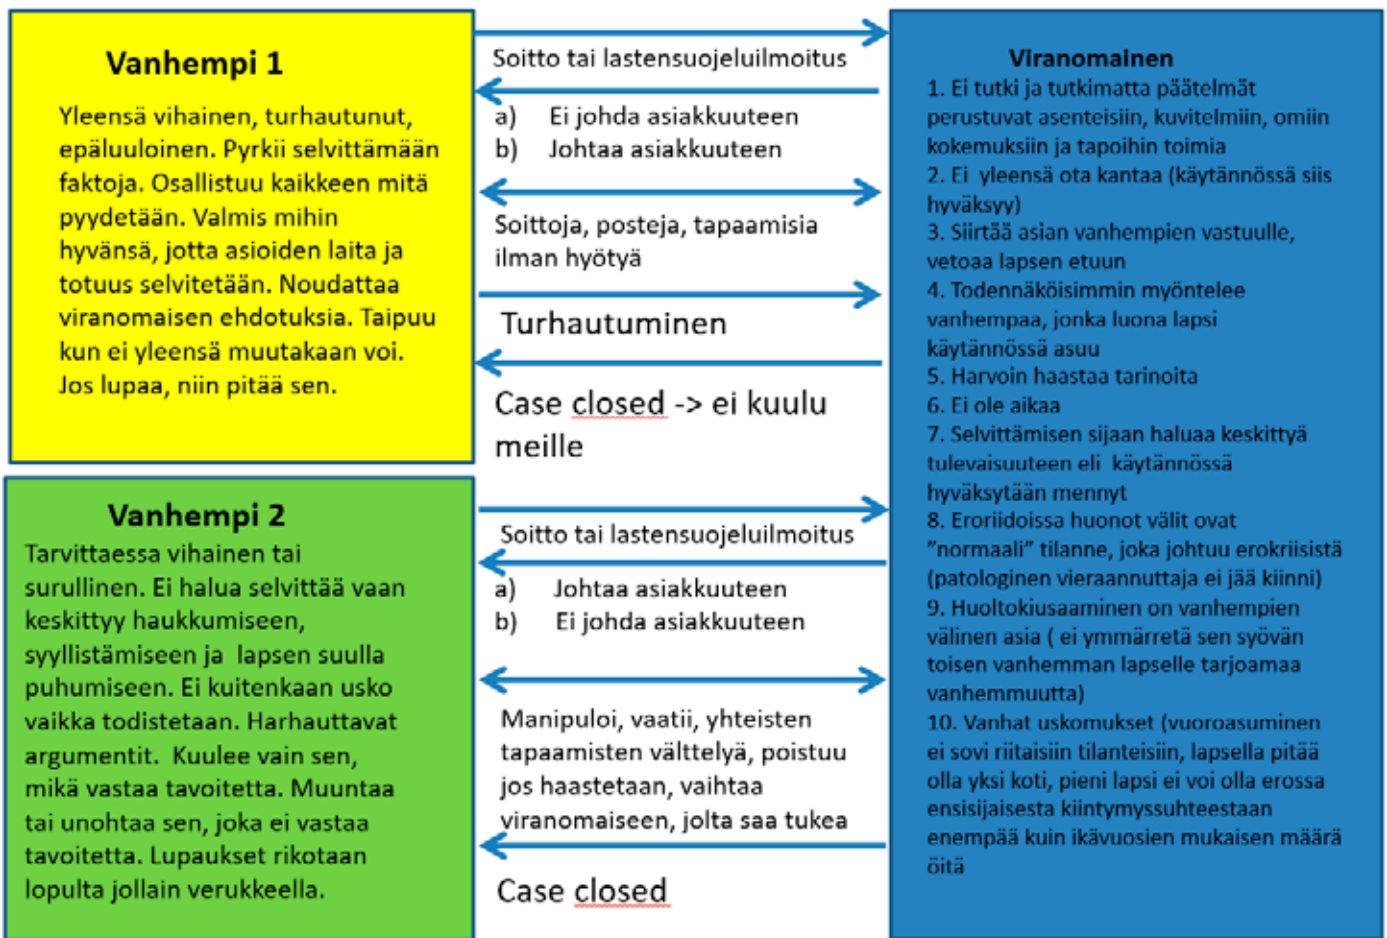 Vanhempi 1
Yleensä vihainen, turhautunut,
epäluuloinen. Pyrkii selvittämään
faktoja. Osallistuu kaikkeen mitä
pyydetään. Valmis mihin
hyvänsä, jotta asioiden laita ja
totuus selvitetään. Noudattaa
viranomaisen ehdotuksia. Taipuu
kun ei yleensä muutakaan voi.
Jos lupaa, niin pitää sen.
Soitto tai lastensuojeluilmoitus
a) Ei johda asiakkuuteen
b) Johtaa asiakkuuteen
Soittoja, posteja, tapaamisia
ilman hyötyä
Turhautuminen
Case closed -> ei kuulu
meille
Vanhempi 2
Tarvittaessa vihainen tai
surullinen. Ei halua selvittää vaan
keskittyy haukkumiseen,
syyllistämiseen ja lapsen suulla
puhumiseen. Ei kuitenkaan usko
vaikka todistetaan. Harhauttavat
argumentit. Kuulee vain sen,
mikä vastaa tavoitetta. Muuntaa
tai unohtaa sen, joka ei vastaa
tavoitetta. Lupaukset rikotaan
lopulta jollain verukkeella.
Soitto tai lastensuojeluilmoitus
a) Johtaa asiakkuuteen
b) Ei johda asiakkuuteen
Manipuloi, vaatii, yhteisten
tapaamisten välttelyä, poistuu
jos haastetaan, vaihtaa
viranomaiseen, jolta saa tukea
Case closed
Viranomainen
1. Ei tutki ja tutkimatta päätelmät
perustuvat asenteisiin, kuvitelmiin, omiin
kokemuksiin ja tapoihin toimia
2. Ei yleensä ota kantaa (käytännössä siis
hyväksyy)
3. Siirtää asian vanhempien vastuulle,
vetoaa lapsen etuun
4. Todennäköisimmin myöntelee
vanhempaa, jonka luona lapsi
käytännössä asuu
5. Harvoin haastaa tarinoita
6. Ei ole aikaa
7. Selvittämisen sijaan haluaa keskittyä
tulevaisuuteen eli käytännössä
hyväksytään mennyt
8. Eroriidoissa huonot välit ovat
”normaali” tilanne, joka johtuu erokriisistä
(patologinen vieraannuttaja ei jää kiinni)
9. Huoltokiusaaminen on vanhempien
välinen asia ( ei ymmärretä sen syövän
toisen vanhemman lapselle tarjoamaa
vanhemmuutta)
10. Vanhat uskomukset (vuoroasuminen
ei sovi riitaisiin tilanteisiin, lapsella pitää
olla yksi koti, pieni lapsi ei voi olla erossa
ensisijaisesta kiintymyssuhteestaan
enempää kuin ikävuosien mukaisen määrä
öitä